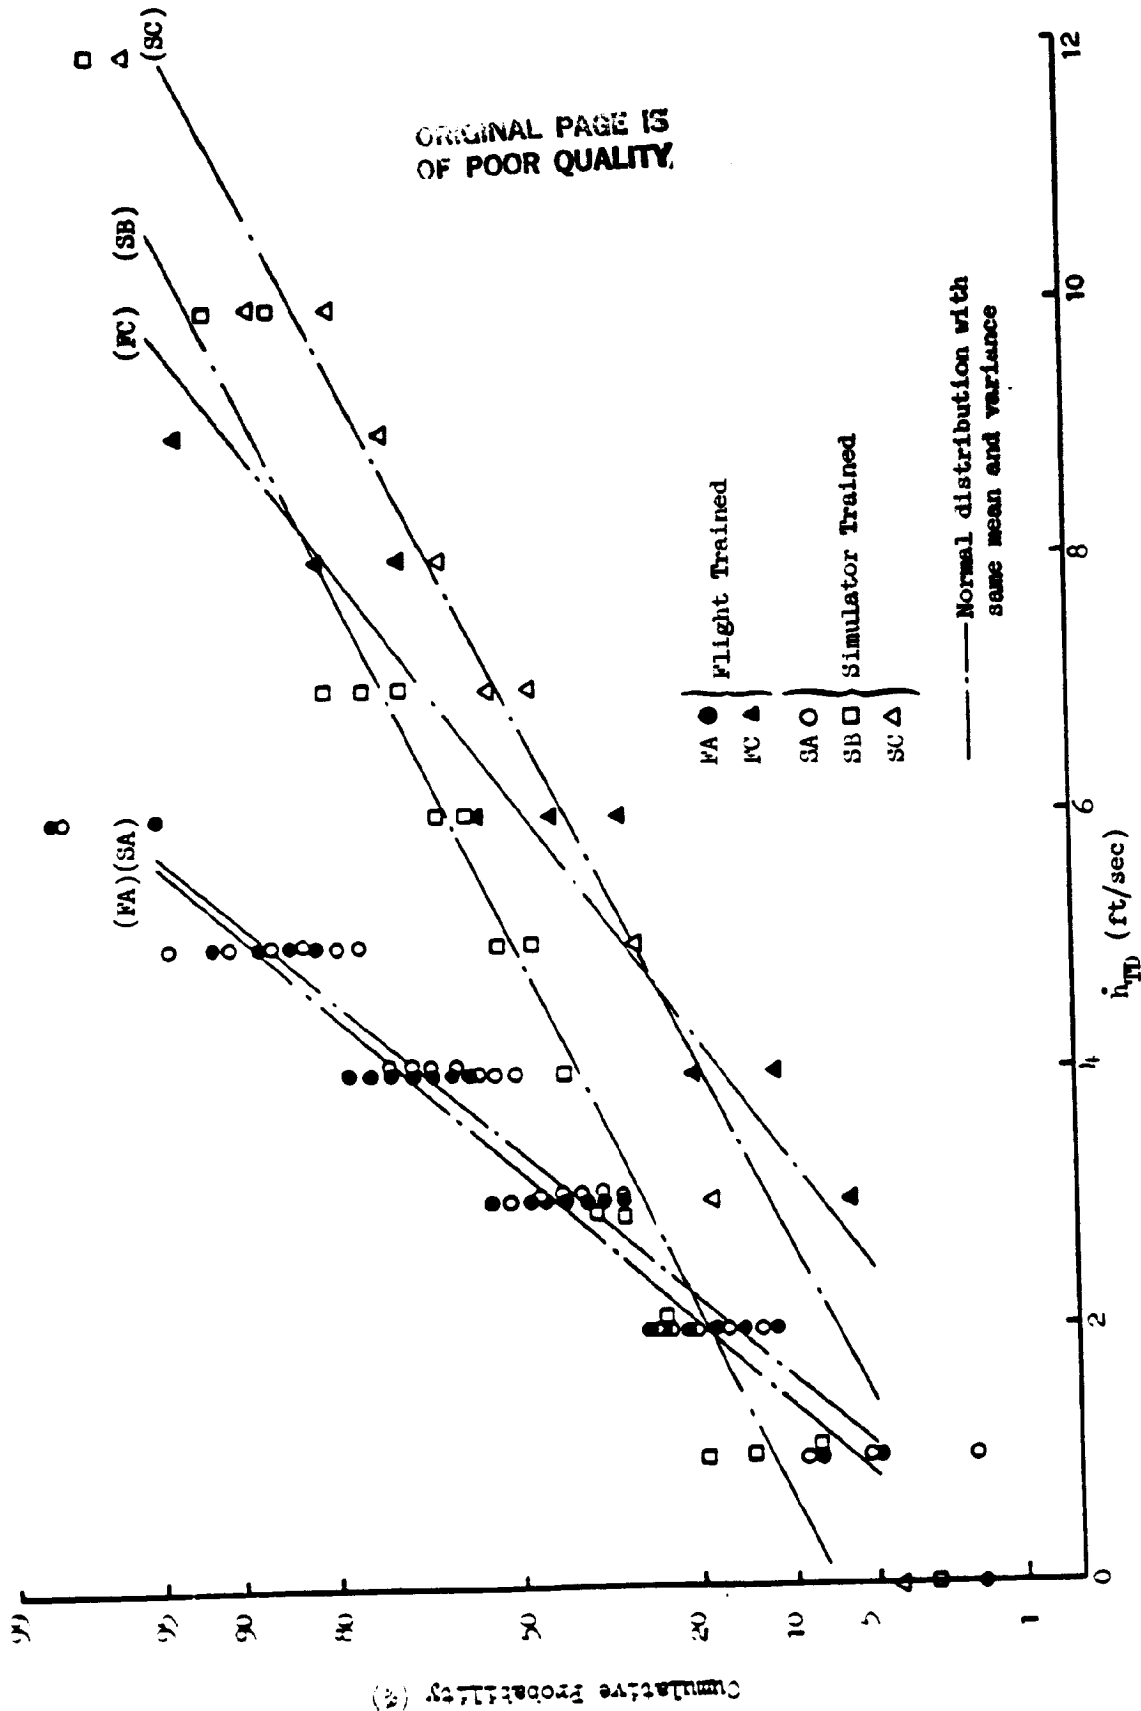 ORIGINAL PAGE IS
OF POOR QUALITY
(SC)
(SB)
(FC)
(FA)(SA)
FA
FC
Flight Trained
SA
SB
SC
Simulator Trained
Normal distribution with
same mean and variance
Cumulative Probability (%)
99
95
90
80
50
20
10
5
1
0
2
4
6
8
10
12
ḣTD (ft/sec)